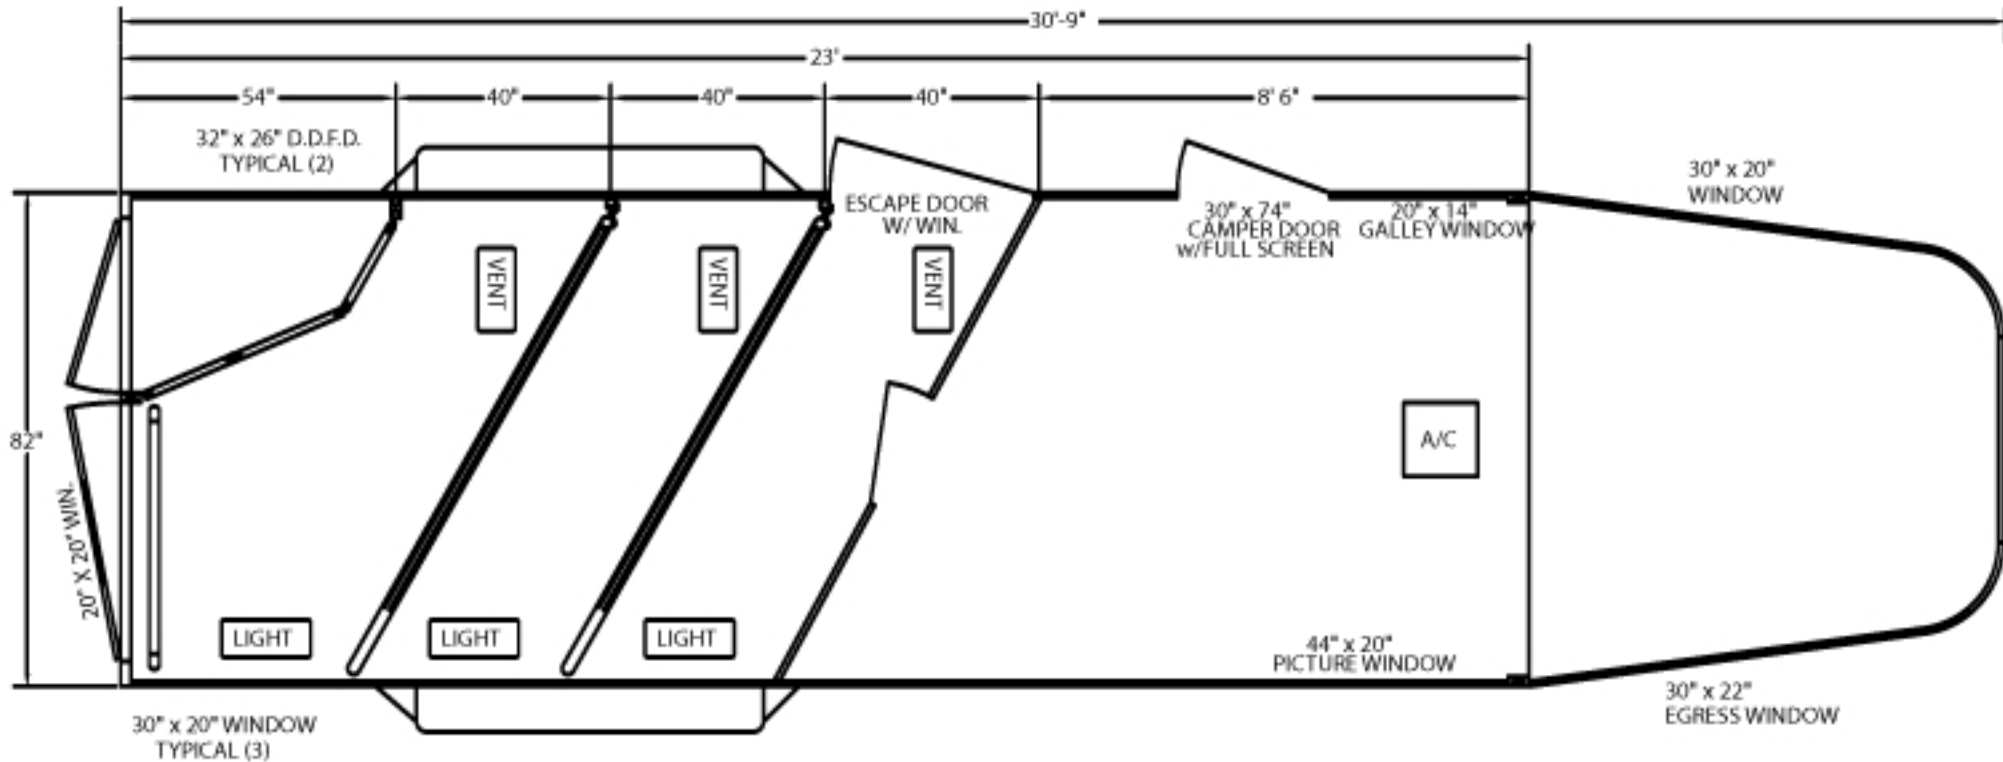 30'-9"
23'
54"
40"
40"
40"
8' 6"
32" x 26" D.D.F.D.
TYPICAL (2)
ESCAPE DOOR
W/ WIN.
30" x 74"
CAMPER DOOR
w/FULL SCREEN
20" x 14"
GALLEY WINDOW
30" x 20"
WINDOW
VENT
VENT
VENT
82"
A/C
20" X 20" WIN.
LIGHT
LIGHT
LIGHT
44" x 20"
PICTURE WINDOW
30" x 22"
EGRESS WINDOW
30" x 20" WINDOW
TYPICAL (3)